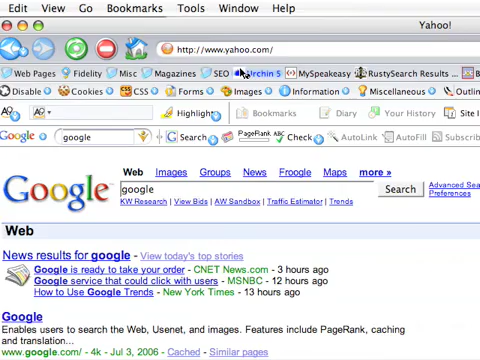 Edit View Go Bookmarks Tools Window Help
Yahoo!
http://www.yahoo.com/
Web Pages Fidelity Misc Magazines SEO Urchin 5 MySpeakeasy RustySearch Results ...
Disable Cookies CSS Forms Images Information Miscellaneous Outlin
Highlight Bookmarks Diary Your History Site I
Google google Search PageRank ABC Check AutoLink AutoFill Subscrib
Web Images Groups News Froogle Maps more »
Google google Search Advanced Sea
Preferences
KW Research | View Bids | AW Sandbox | Traffic Estimator | Trends
Web
News results for google - View today's top stories
Google is ready to take your order - CNET News.com - 3 hours ago
Google service that could click with users - MSNBC - 12 hours ago
How to Use Google Trends - New York Times - 13 hours ago
Google
Enables users to search the Web, Usenet, and images. Features include PageRank, caching
and translation...
www.google.com/ - 4k - Jul 3, 2006 - Cached - Similar pages